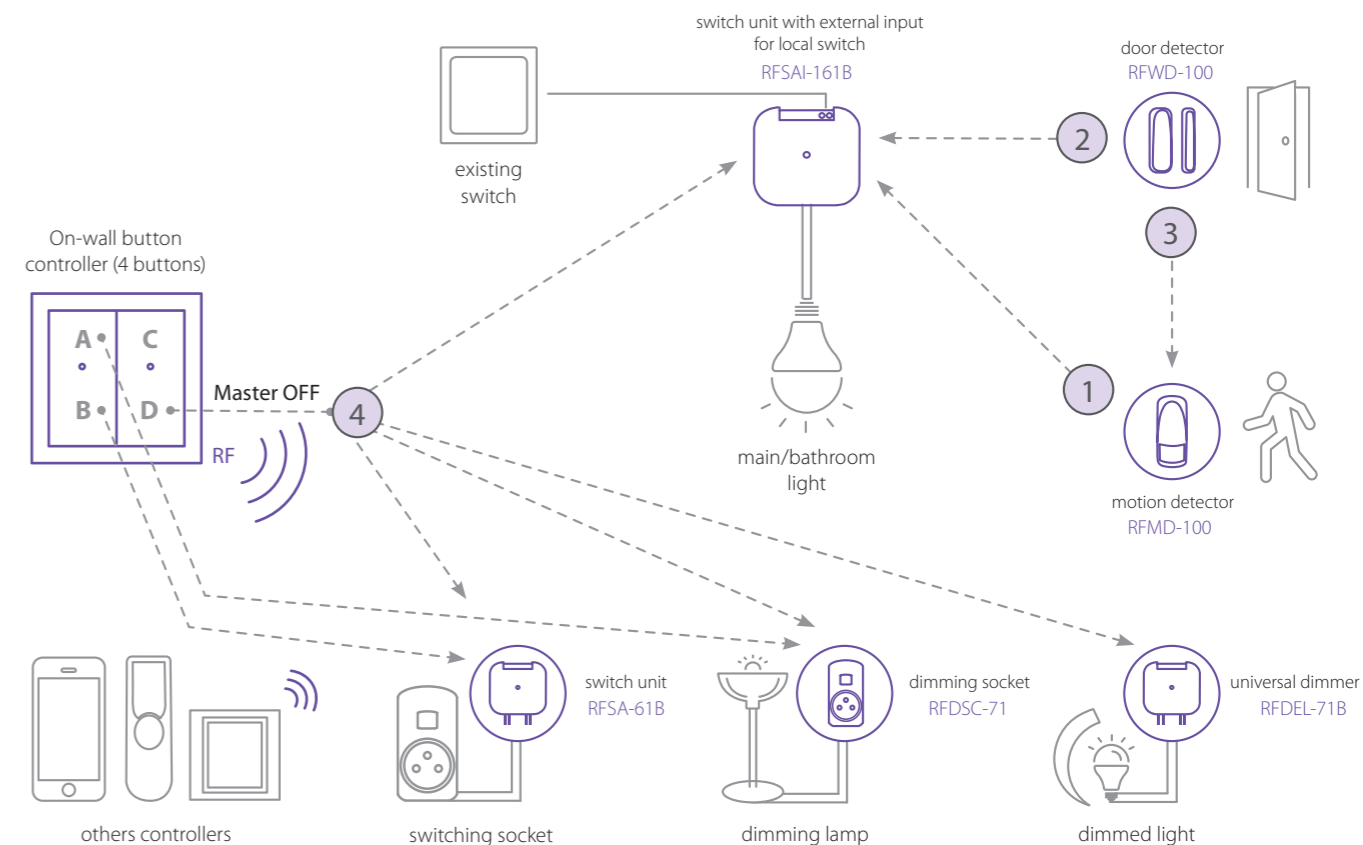 switch unit with external input
for local switch
RFSAI-161B
door detector
RFWD-100
2
existing
switch
3
On-wall button
controller (4 buttons)
A
C
B
D
Master OFF
4
RF
1
main/bathroom
light
motion detector
RFMD-100
switch unit
RFSA-61B
dimming socket
RFDSC-71
universal dimmer
RFDEL-71B
others controllers
switching socket
dimming lamp
dimmed light